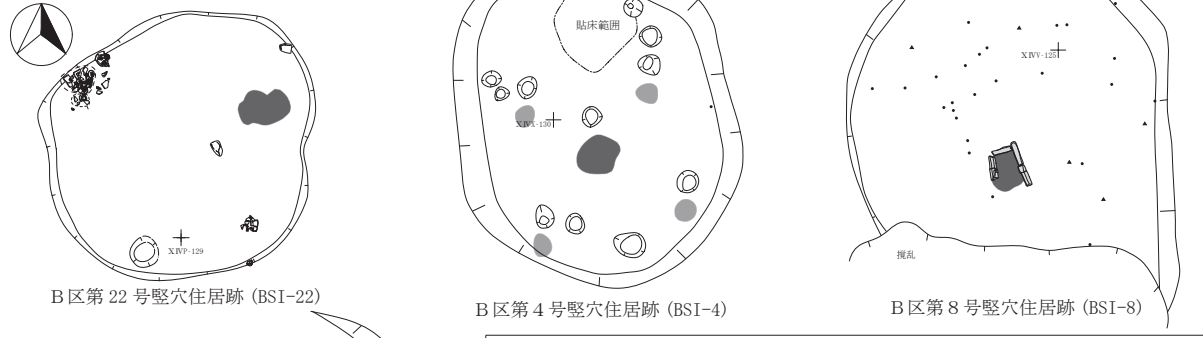 貼床範囲
XⅣV-125
XⅣX-130
XⅣP-129
撹乱
B区第22号竪穴住居跡 (BSI-22)
B区第4号竪穴住居跡 (BSI-4)
B区第8号竪穴住居跡 (BSI-8)